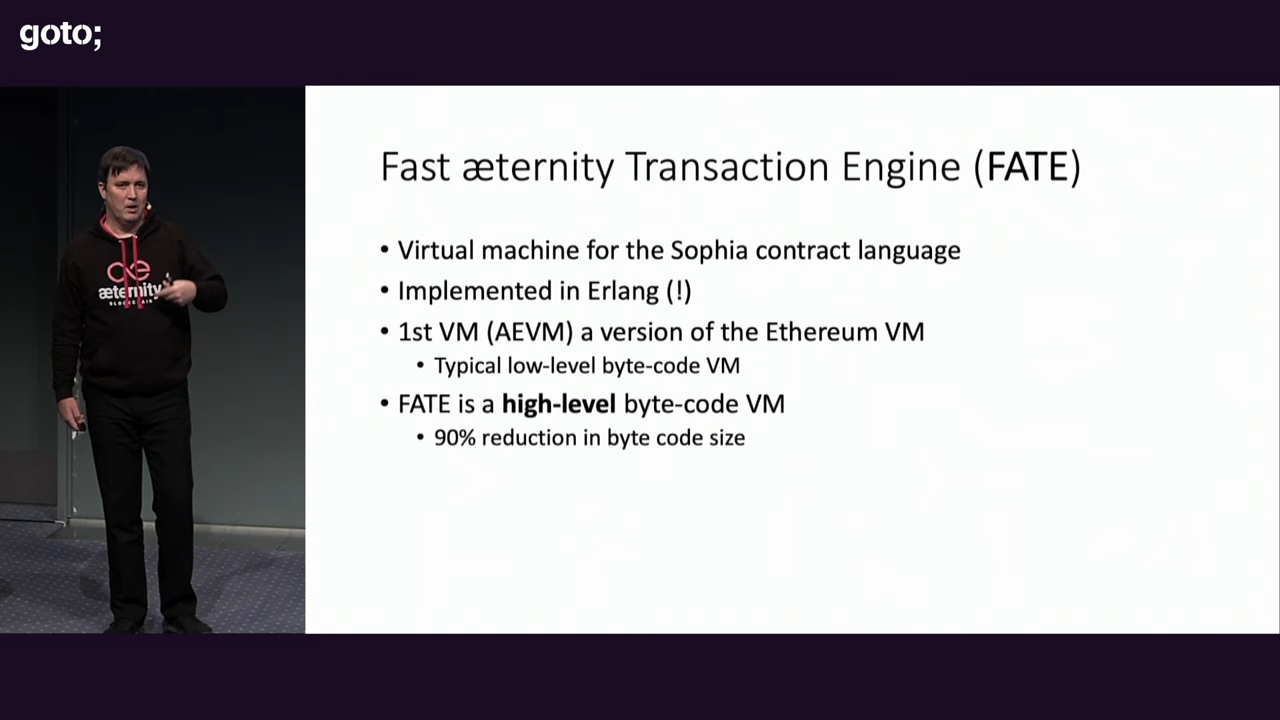 goto;
Fast æternity Transaction Engine (FATE)
• Virtual machine for the Sophia contract language
• Implemented in Erlang (!)
• 1st VM (AEVM) a version of the Ethereum VM
• Typical low-level byte-code VM
• FATE is a high-level byte-code VM
• 90% reduction in byte code size
æternity
BLOCKCHAIN